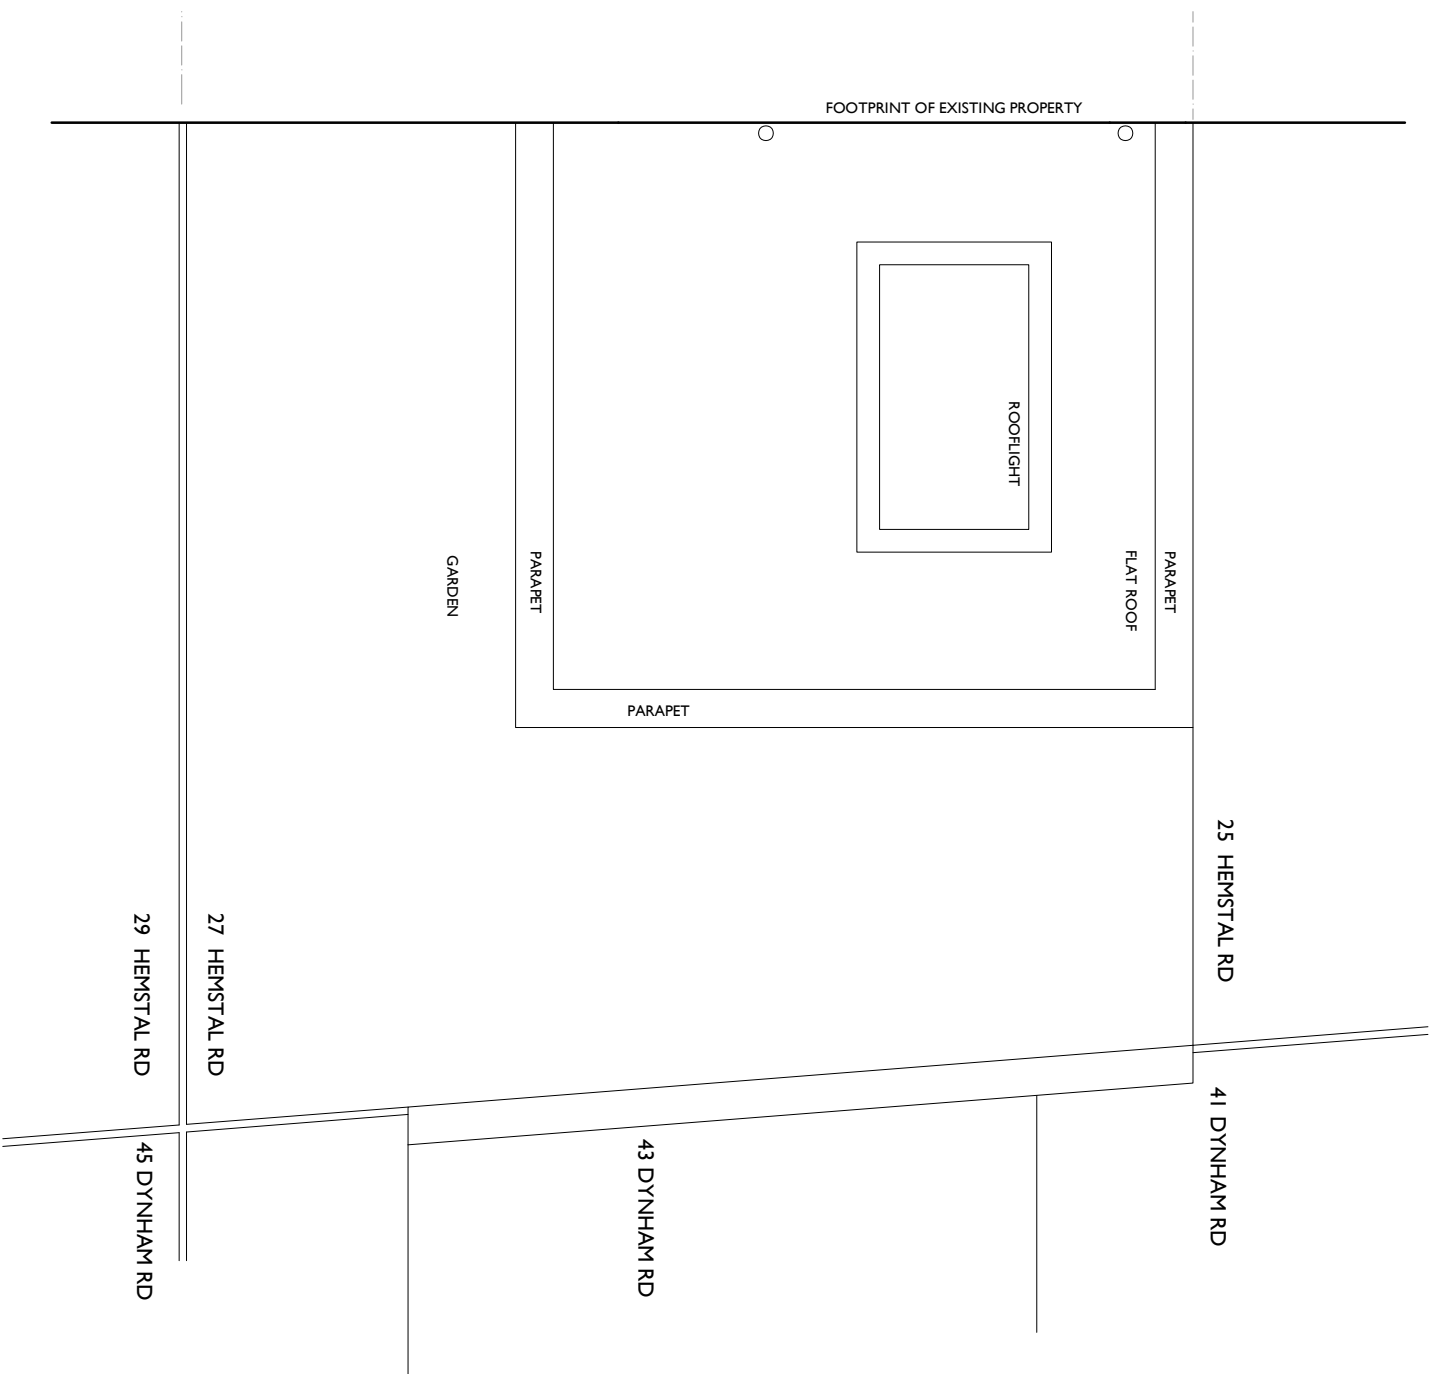 FOOTPRINT OF EXISTING PROPERTY
ROOFLIGHT
GARDEN
PARAPET
FLAT ROOF
PARAPET
PARAPET
25 HEMSTAL RD
29 HEMSTAL RD
27 HEMSTAL RD
41 DYNHAM RD
45 DYNHAM RD
43 DYNHAM RD